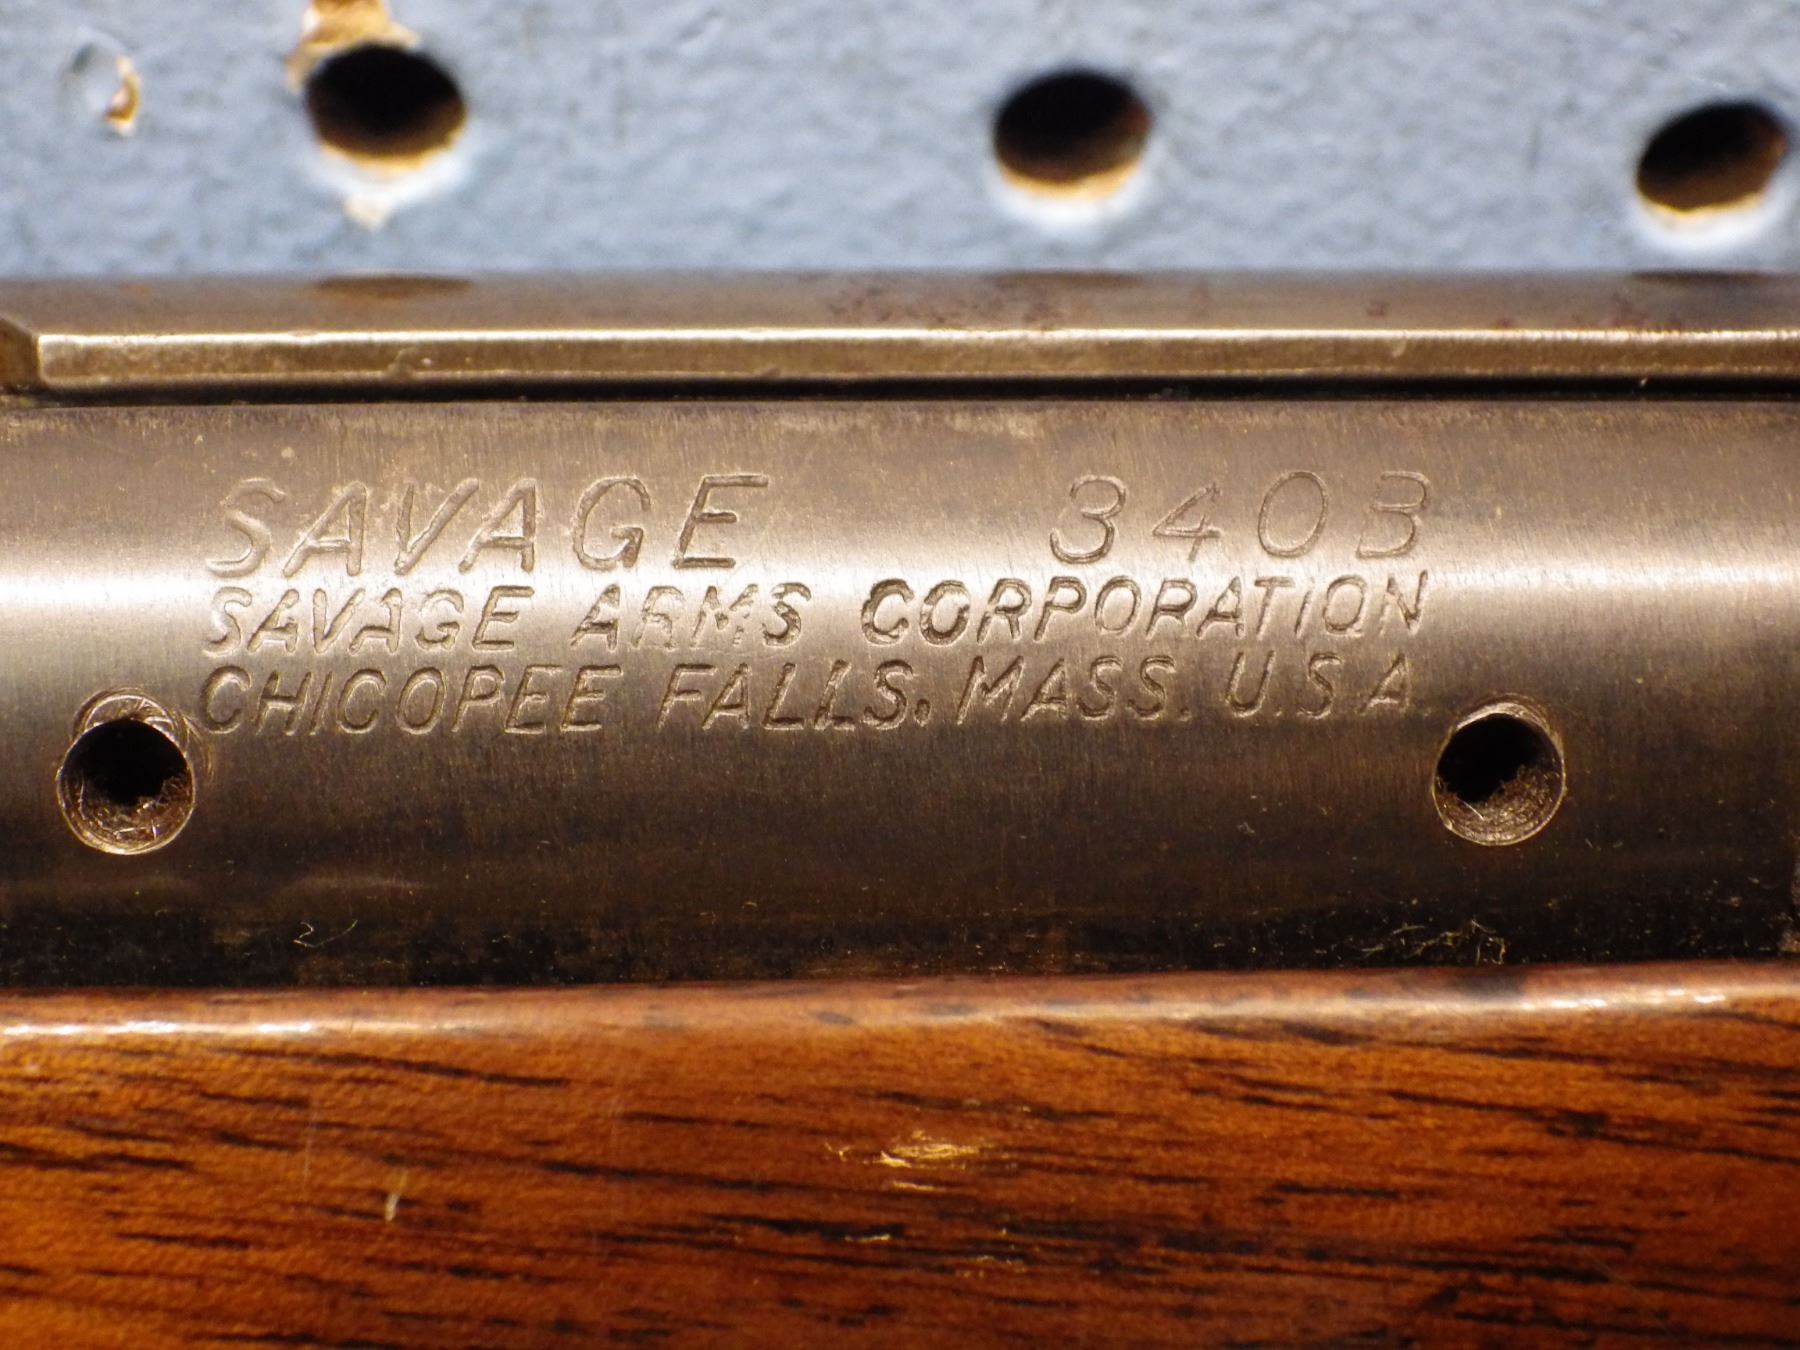 SAVAGE 340B
SAVAGE ARMS CORPORATION
CHICOPEE FALLS. MASS. U.S.A